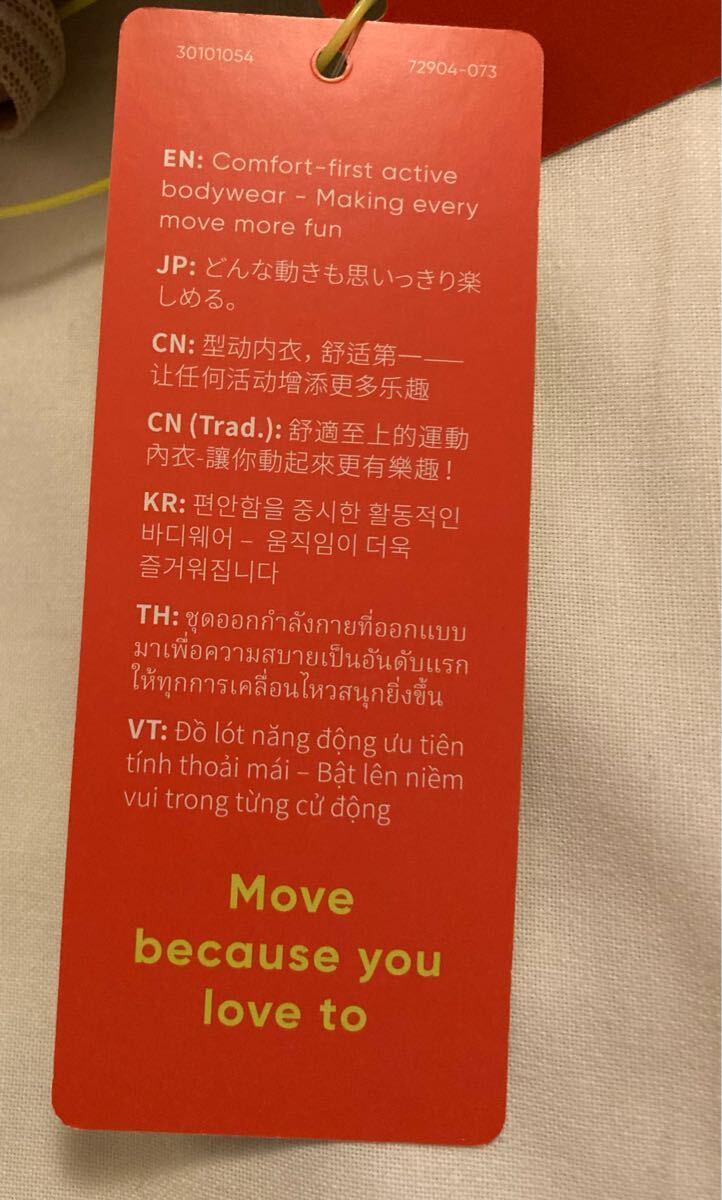 30101054
72904-073
EN: Comfort-first active
bodywear - Making every
move more fun
JP: どんな動きも思いっきり楽
しめる。
CN: 型动内衣，舒适第一——
让任何活动增添更多乐趣
CN (Trad.): 舒適至上的運動
內衣-讓你動起來更有樂趣！
KR: 편안함을 중시한 활동적인
바디웨어 – 움직임이 더욱
즐거워집니다
TH: ชุดออกกำลังกายที่ออกแบบ
มาเพื่อความสบายเป็นอันดับแรก
ให้ทุกการเคลื่อนไหวสนุกยิ่งขึ้น
VT: Đồ lót năng động ưu tiên
tính thoải mái – Bật lên niềm
vui trong từng cử động
Move
because you
love to